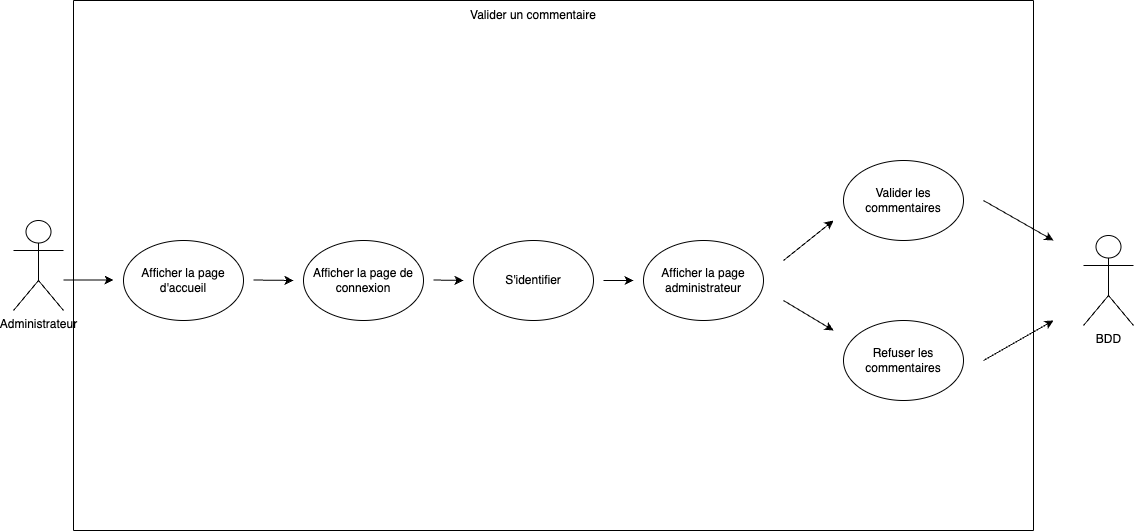 Valider un commentaire
Administrateur
Afficher la page
d'accueil
Afficher la page de
connexion
S'identifier
Afficher la page
administrateur
Valider les
commentaires
Refuser les
commentaires
BDD